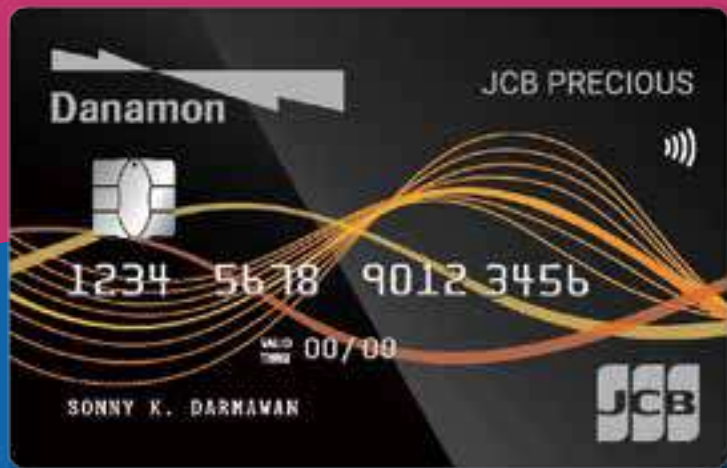 Danamon
JCB PRECIOUS
1234 5678 9012 3456
VALID THRU 00/00
SONNY K. DARMAWAN
JCB